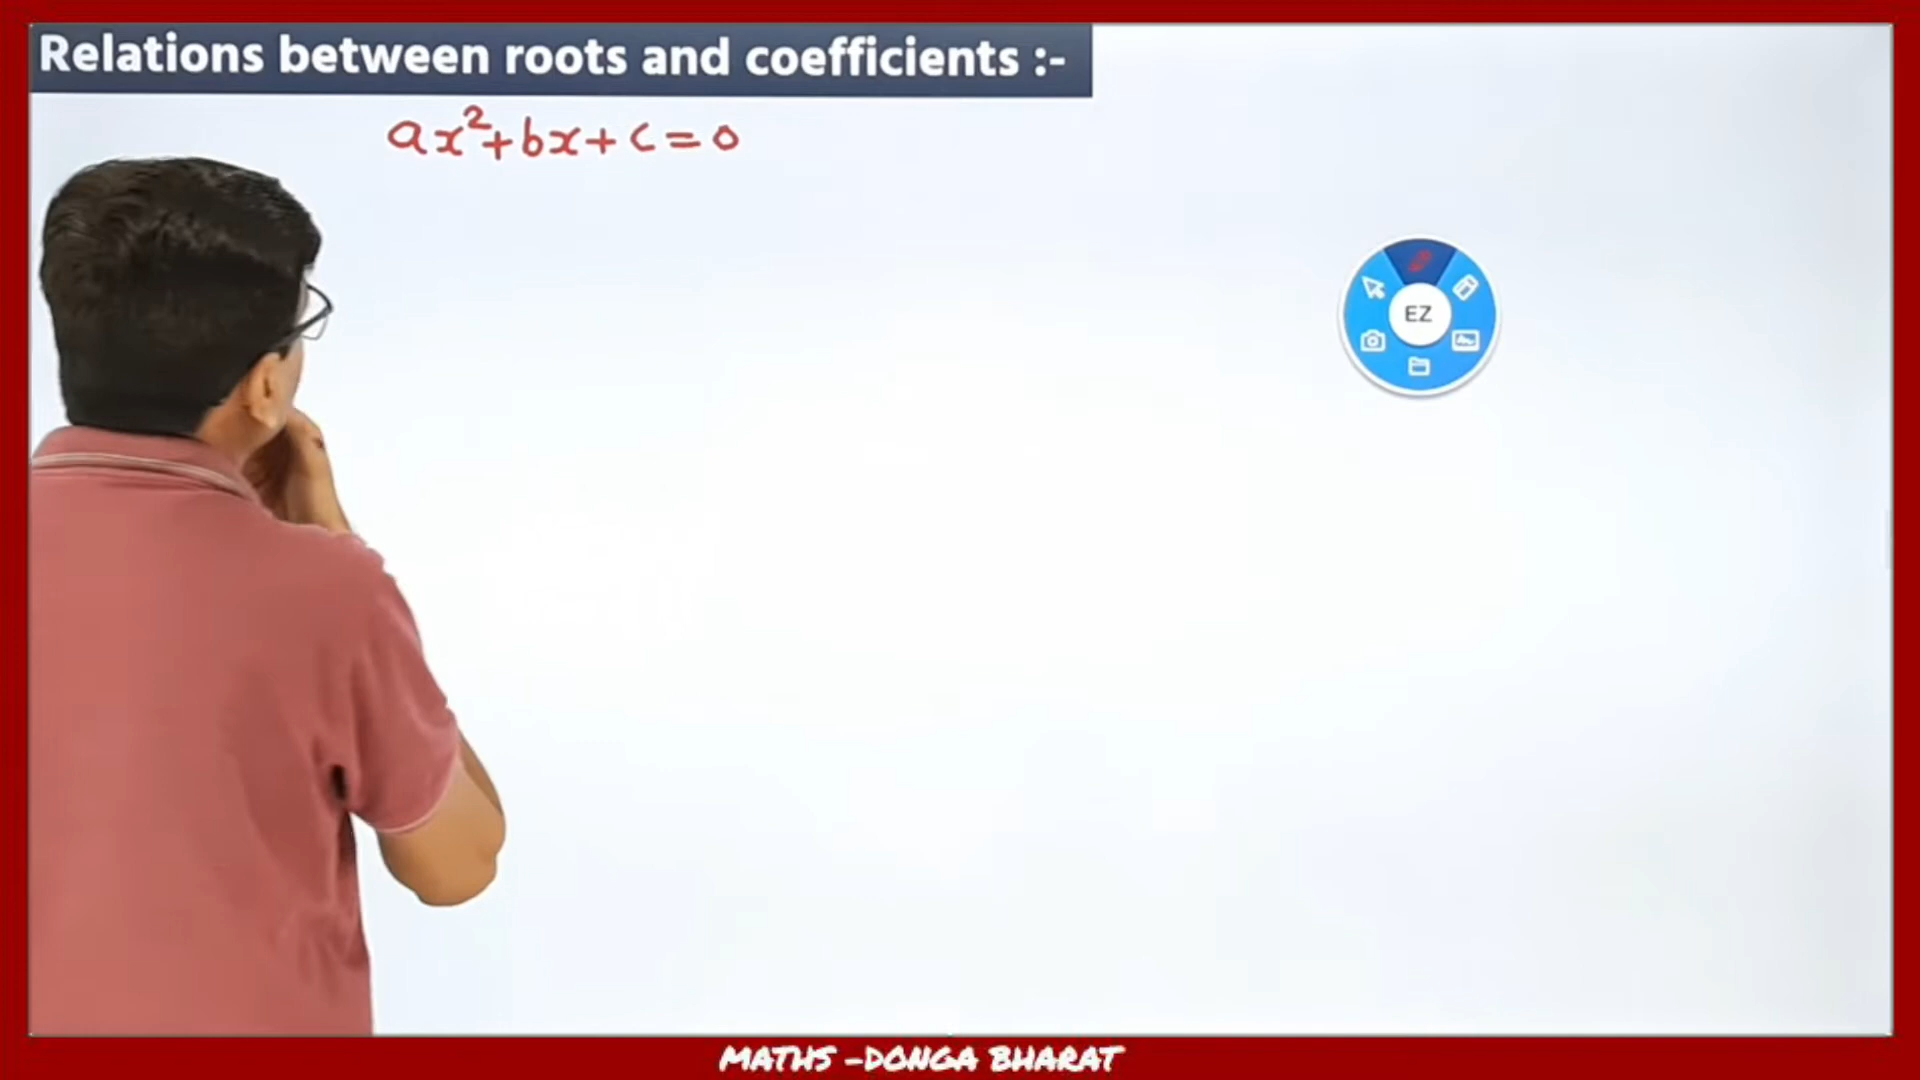 Relations between roots and coefficients :-
ax²+bx+c=0
EZ
MATHS -DONGA BHARAT